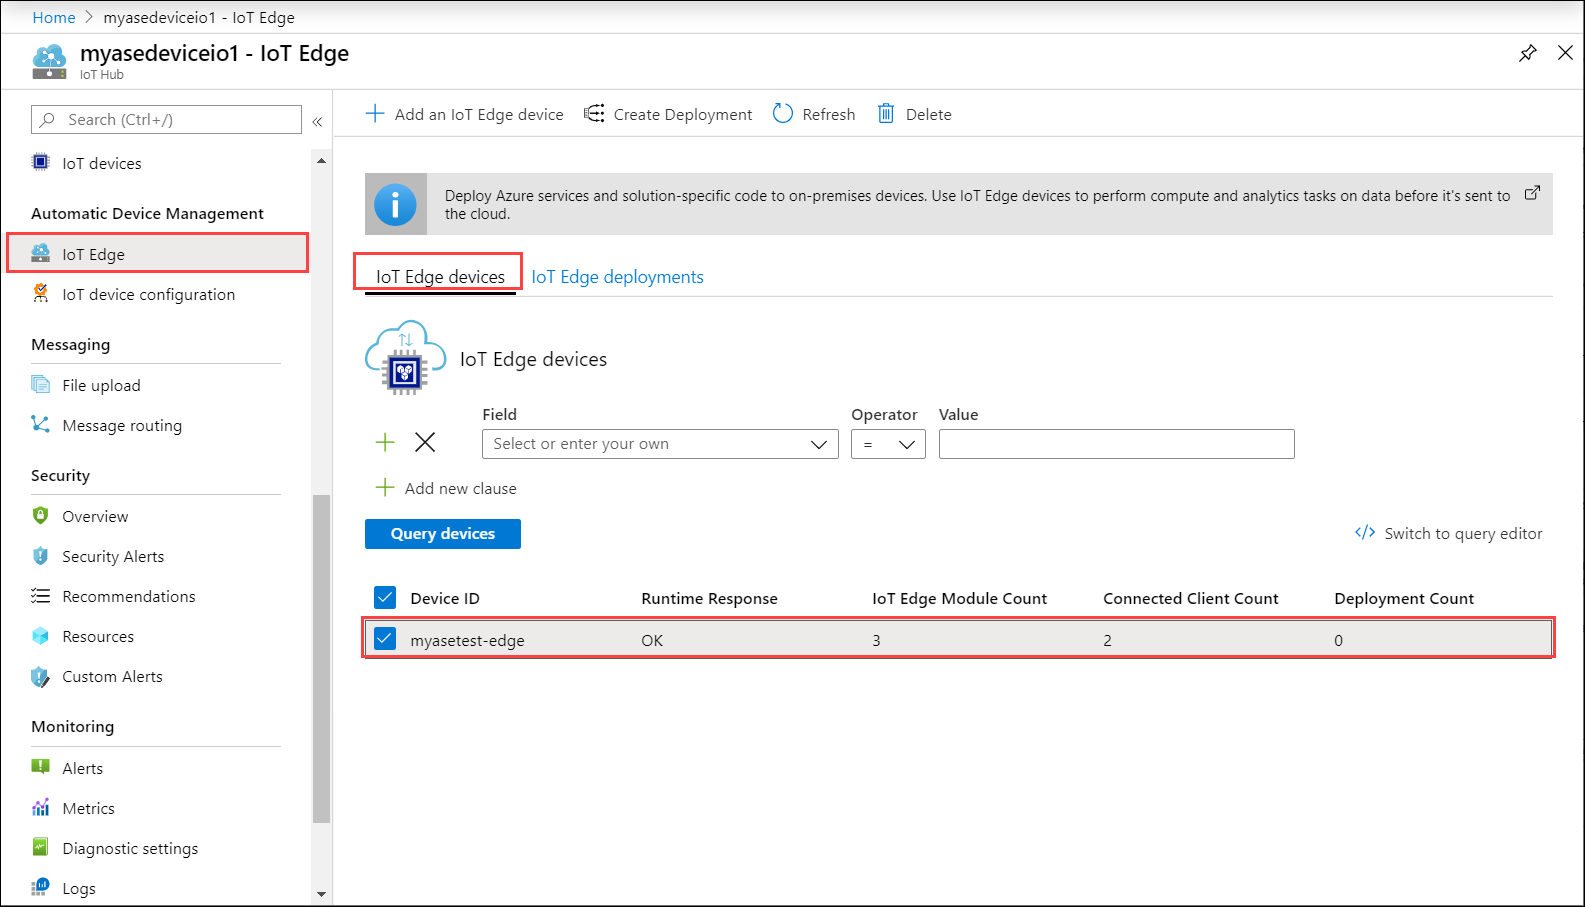 Home > myasedeviceio1 - IoT Edge
myasedeviceio1 - IoT Edge
IoT Hub
Search (Ctrl+/)
«
IoT devices
Automatic Device Management
IoT Edge
IoT device configuration
Messaging
File upload
Message routing
Security
Overview
Security Alerts
Recommendations
Resources
Custom Alerts
Monitoring
Alerts
Metrics
Diagnostic settings
Logs
Add an IoT Edge device Create Deployment Refresh Delete
Deploy Azure services and solution-specific code to on-premises devices. Use IoT Edge devices to perform compute and analytics tasks on data before it's sent to
the cloud.
IoT Edge devices IoT Edge deployments
IoT Edge devices
Field Operator Value
Select or enter your own =
Add new clause
Query devices </> Switch to query editor
Device ID Runtime Response IoT Edge Module Count Connected Client Count Deployment Count
myasetest-edge OK 3 2 0